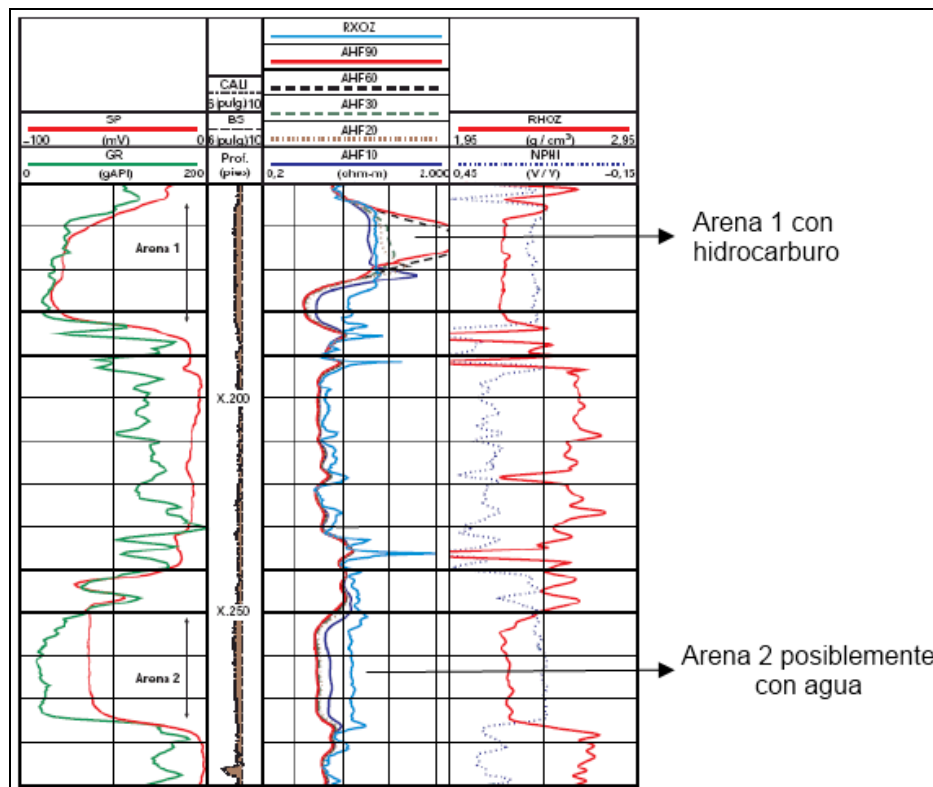 RXOZ
AHF90
AHF60
CALI
6 (pulg) 10
AHF30
BS
6 (pulg) 10
AHF20
SP
-100 (mV) 0
RHOZ
1,95 (g / cm³) 2,95
GR
0 (gAPI) 200
Prof.
(pies)
AHF10
0,2 (ohm-m) 2.000
NPHI
0,45 (V / V) -0,15
Arena 1
Arena 1 con
hidrocarburo
X.200
X.250
Arena 2
Arena 2 posiblemente
con agua